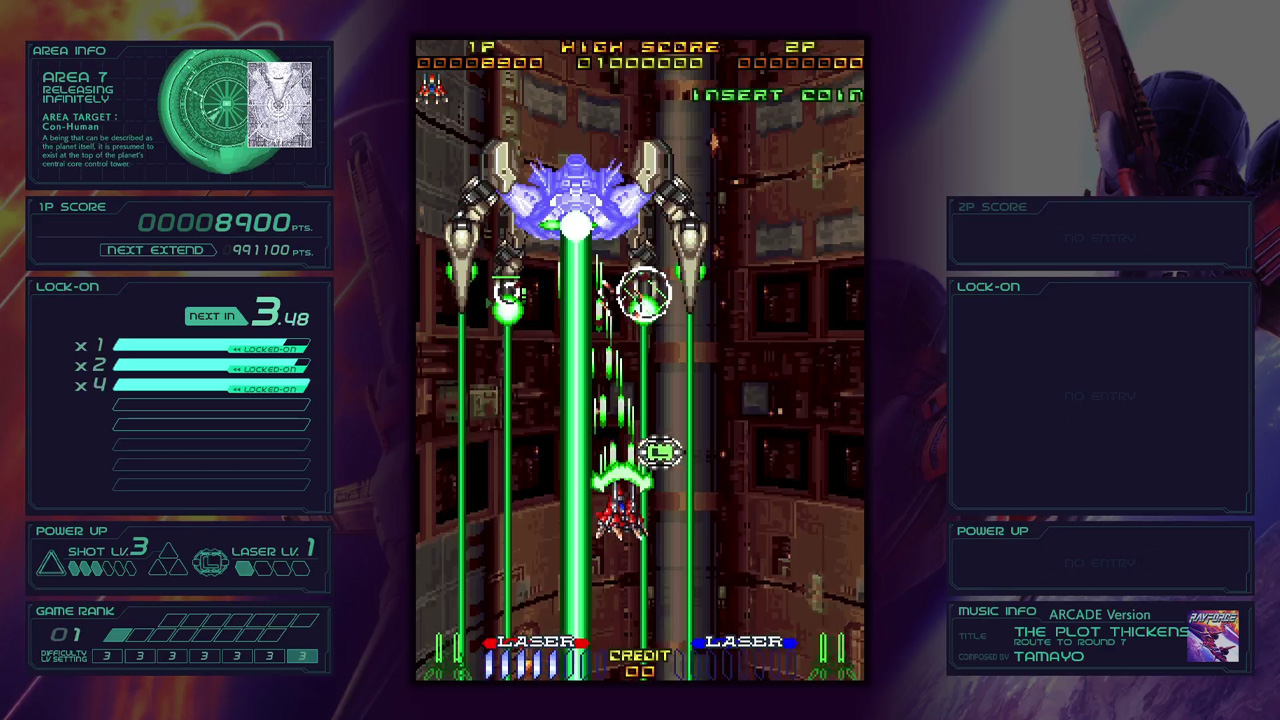 AREA INFO
AREA 7
RELEASING
INFINITELY
AREA TARGET :
Con-Human
A being that can be described as
the planet itself, it is presumed to
exist at the top of the planet's
central core control tower.
1P SCORE
00008900 PTS.
NEXT EXTEND 0991100 PTS.
LOCK-ON
NEXT IN 3.48
x 1 LOCKED-ON
x 2 LOCKED-ON
x 4 LOCKED-ON
POWER UP
SHOT LV. 3 LASER LV. 1
GAME RANK
01
DIFFICULTY
LV SETTING 3 3 3 3 3 3 3
1P HIGH SCORE 2P
00008900 01000000 00000000
INSERT COIN
L
LASER LASER
CREDIT
00
2P SCORE
NO ENTRY
LOCK-ON
NO ENTRY
POWER UP
NO ENTRY
MUSIC INFO ARCADE Version
TITLE THE PLOT THICKENS
ROUTE TO ROUND 7
COMPOSED BY TAMAYO
RAYFORCE